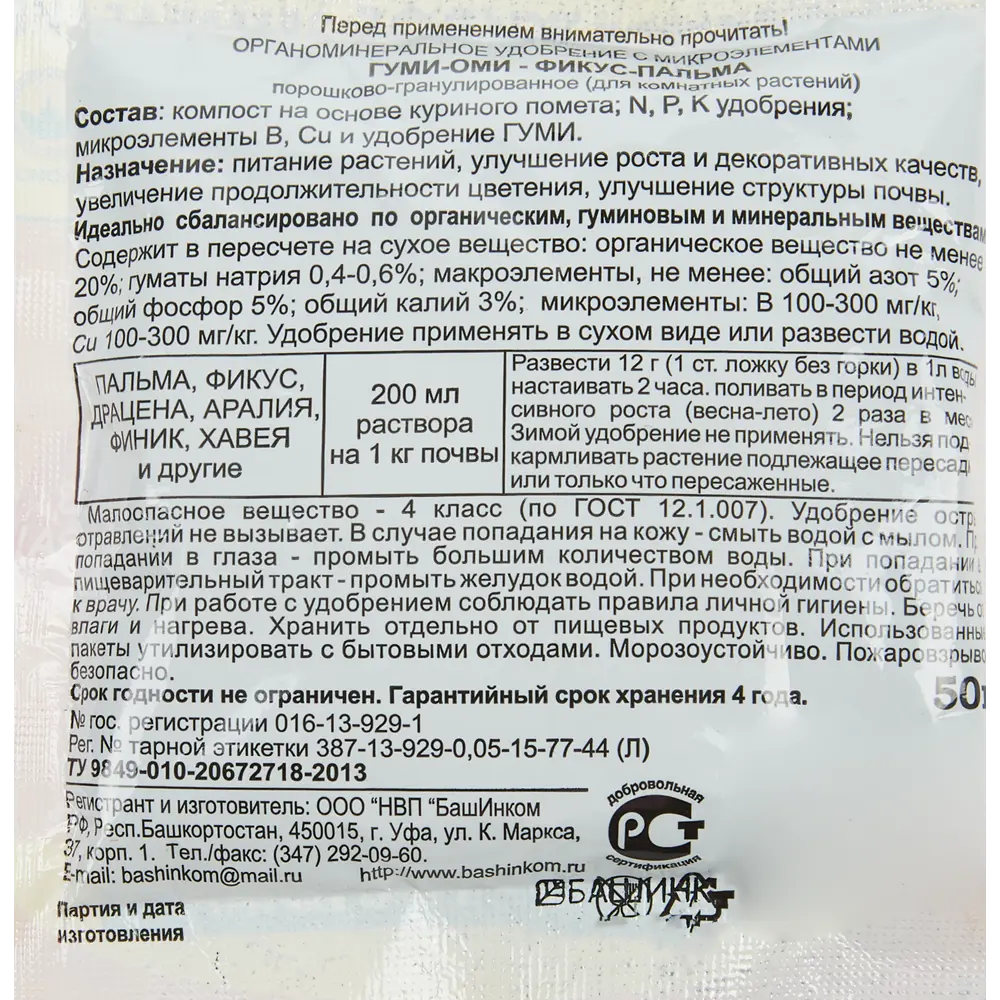 Перед применением внимательно прочитать!
ОРГАНОМИНЕРАЛЬНОЕ УДОБРЕНИЕ С МИКРОЭЛЕМЕНТАМИ
ГУМИ-ОМИ - ФИКУС-ПАЛЬМА
порошково-гранулированное (для комнатных растений)
Состав: компост на основе куриного помета; N, P, K удобрения;
микроэлементы B, Cu и удобрение ГУМИ.
Назначение: питание растений, улучшение роста и декоративных качеств,
увеличение продолжительности цветения, улучшение структуры почвы.
Идеально сбалансировано по органическим, гуминовым и минеральным веществам
Содержит в пересчете на сухое вещество: органическое вещество не менее
20%; гуматы натрия 0,4-0,6%; макроэлементы, не менее: общий азот 5%;
общий фосфор 5%; общий калий 3%; микроэлементы: B 100-300 мг/кг,
Cu 100-300 мг/кг. Удобрение применять в сухом виде или развести водой.
ПАЛЬМА, ФИКУС,
ДРАЦЕНА, АРАЛИЯ,
ФИНИК, ХАВЕЯ
и другие
200 мл
раствора
на 1 кг почвы
Развести 12 г (1 ст. ложку без горки) в 1л воды
настаивать 2 часа. поливать в период интен-
сивного роста (весна-лето) 2 раза в мес
Зимой удобрение не применять. Нельзя под
кармливать растение подлежащее пересад
или только что пересаженные.
Малоопасное вещество - 4 класс (по ГОСТ 12.1.007). Удобрение остр
отравлений не вызывает. В случае попадания на кожу - смыть водой с мылом. П
попадании в глаза - промыть большим количеством воды. При попадании
пищеварительный тракт - промыть желудок водой. При необходимости обратитьс
к врачу. При работе с удобрением соблюдать правила личной гигиены. Беречь о
влаги и нагрева. Хранить отдельно от пищевых продуктов. Использованны
пакеты утилизировать с бытовыми отходами. Морозоустойчиво. Пожаровзрыво
безопасно.
Срок годности не ограничен. Гарантийный срок хранения 4 года.
50г
№ гос. регистрации 016-13-929-1
Рег. № тарной этикетки 387-13-929-0,05-15-77-44 (Л)
ТУ 9849-010-20672718-2013
Регистрант и изготовитель: ООО "НВП "БашИнком
РФ, Респ.Башкортостан, 450015, г. Уфа, ул. К. Маркса,
37, корп. 1. Тел./факс: (347) 292-09-60.
E-mail: bashinkom@mail.ru http://www.bashinkom.ru
добровольная
РСТ
сертификация
Партия и дата
изготовления